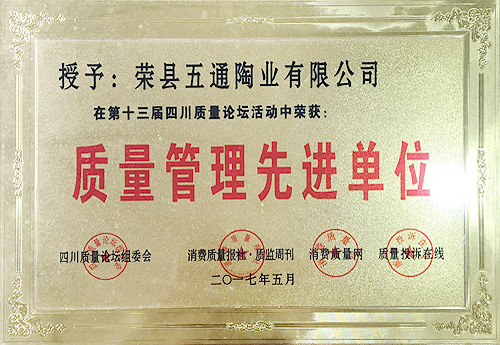 授予：荣县五通陶业有限公司
在第十三届四川质量论坛活动中荣获：
质量管理先进单位
四川质量论坛组委会 消费质量报社·质监周刊 消费质量网 质量投诉在线
二〇一七年五月